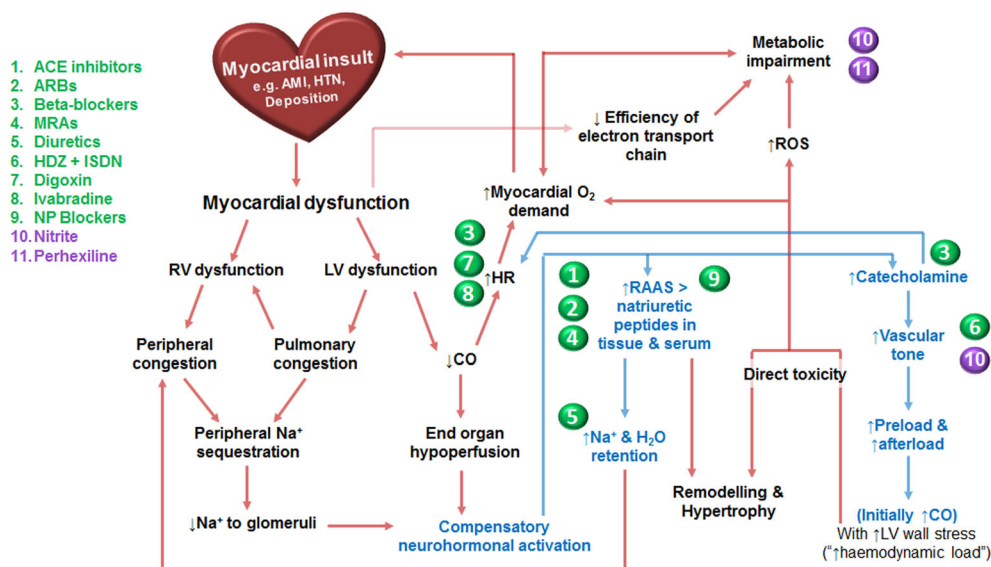 1. ACE inhibitors
2. ARBs
3. Beta-blockers
4. MRAs
5. Diuretics
6. HDZ + ISDN
7. Digoxin
8. Ivabradine
9. NP Blockers
10. Nitrite
11. Perhexiline
Myocardial insult
e.g. AMI, HTN,
Deposition
Metabolic
impairment
10
11
↓ Efficiency of
electron transport
chain
↑ROS
Myocardial dysfunction
↑Myocardial O₂
demand
RV dysfunction
LV dysfunction
3
7
8
↑HR
1
2
4
↑RAAS >
natriuretic
peptides in
tissue & serum
9
3
↑Catecholamine
6
10
↑Vascular
tone
Peripheral
congestion
Pulmonary
congestion
↓CO
Direct toxicity
↑Preload &
↑afterload
Peripheral Na⁺
sequestration
End organ
hypoperfusion
5
↑Na⁺ & H₂O
retention
Remodelling &
Hypertrophy
↓Na⁺ to glomeruli
Compensatory
neurohormonal activation
(Initially ↑CO)
With ↑LV wall stress
("↑haemodynamic load")